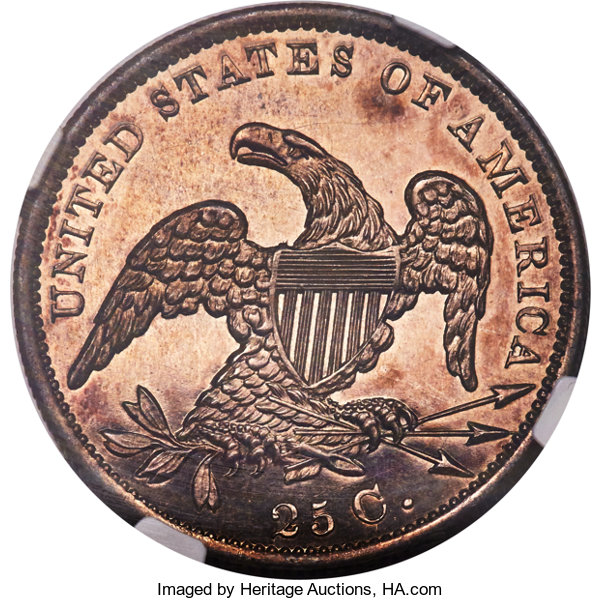 UNITED STATES OF AMERICA
25 C.
Imaged by Heritage Auctions, HA.com